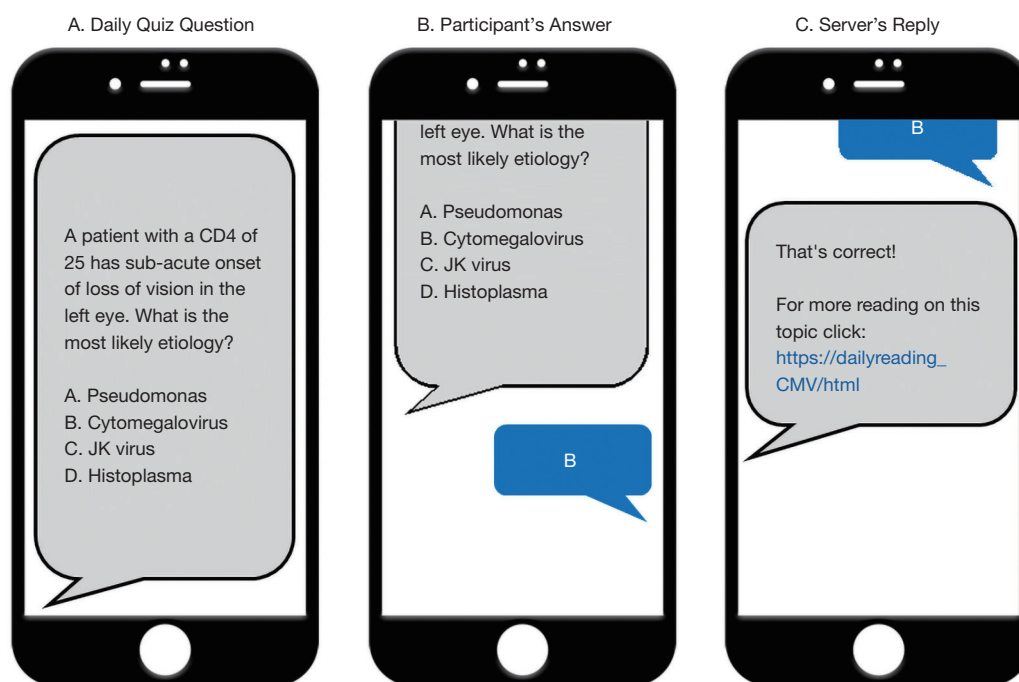 A. Daily Quiz Question
A patient with a CD4 of
25 has sub-acute onset
of loss of vision in the
left eye. What is the
most likely etiology?
A. Pseudomonas
B. Cytomegalovirus
C. JK virus
D. Histoplasma
B. Participant's Answer
left eye. What is the
most likely etiology?
A. Pseudomonas
B. Cytomegalovirus
C. JK virus
D. Histoplasma
B
C. Server's Reply
B
That's correct!
For more reading on this
topic click:
https://dailyreading_
CMV/html